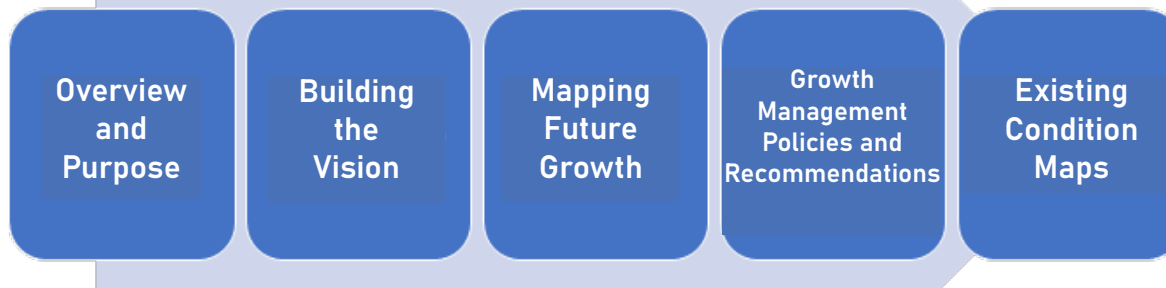 Overview
and
Purpose
Building
the
Vision
Mapping
Future
Growth
Growth
Management
Policies and
Recommendations
Existing
Condition
Maps